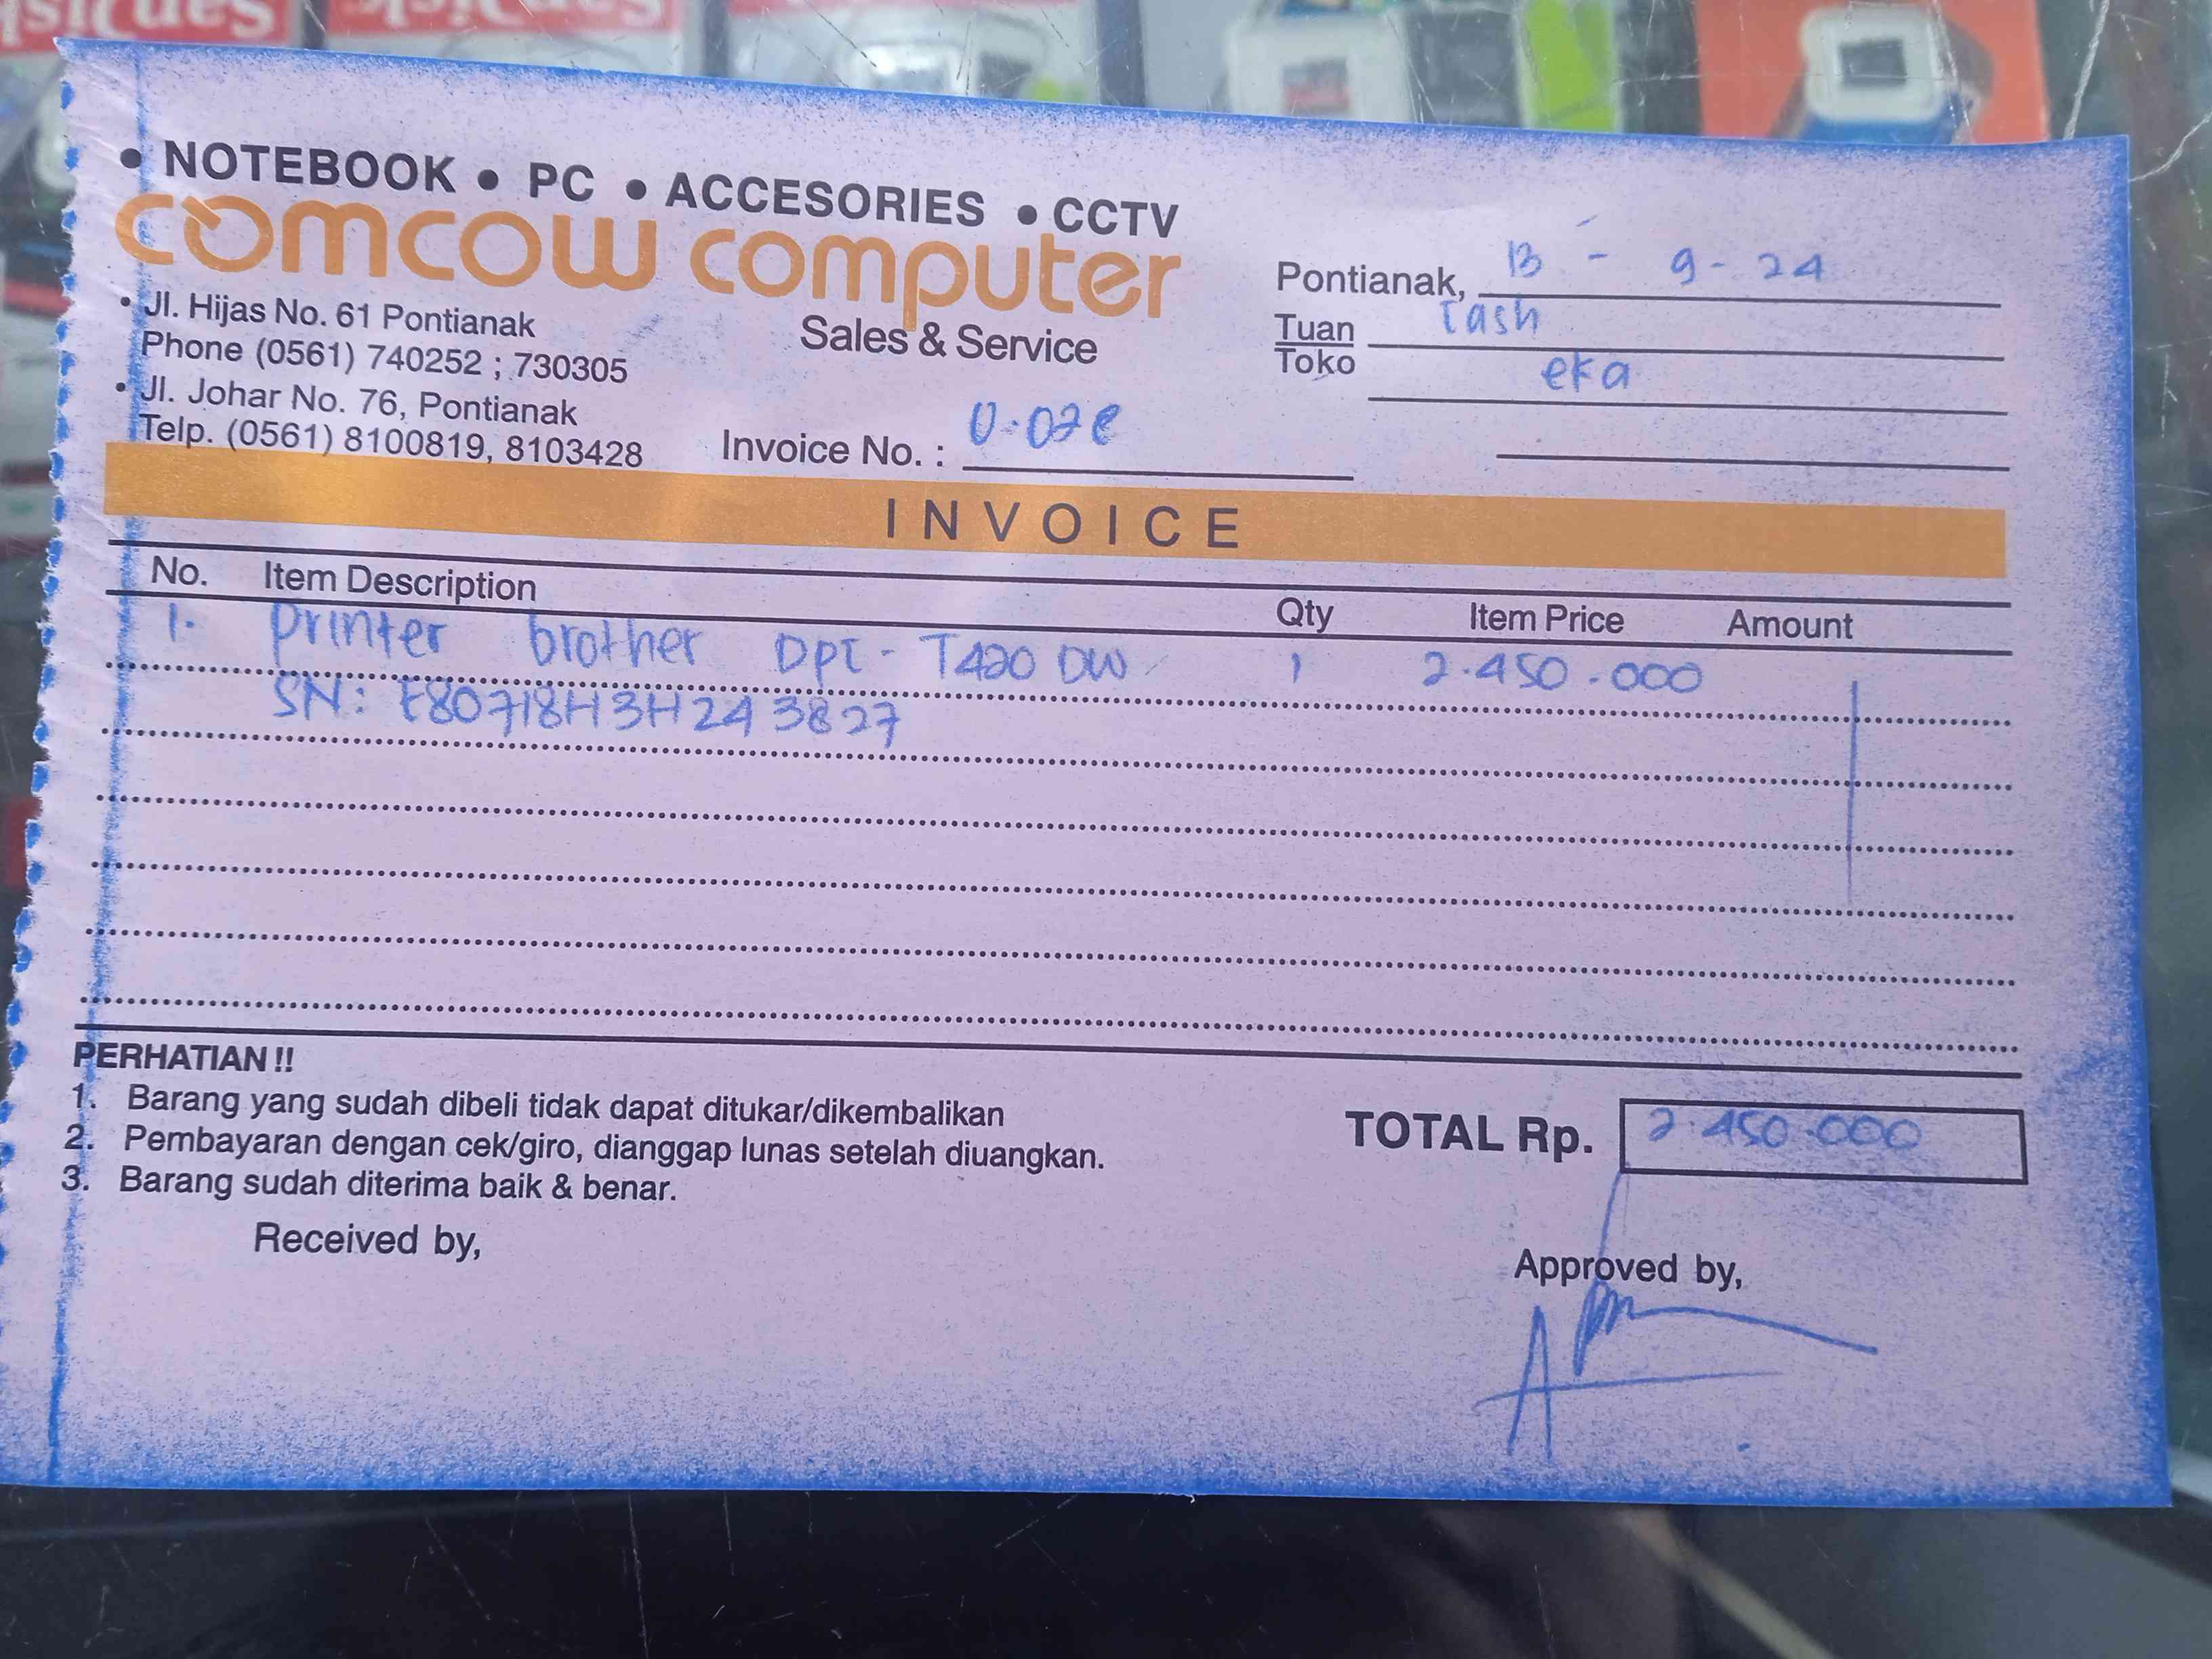 SanDisk
SanDisk
SanDisk
• NOTEBOOK • PC • ACCESORIES • CCTV
comcow computer
Sales & Service
• Jl. Hijas No. 61 Pontianak
Phone (0561) 740252 ; 730305
• Jl. Johar No. 76, Pontianak
Telp. (0561) 8100819, 8103428
Invoice No. :
Pontianak, 13 - 9 - 24
Tuan Cash
Toko eka
INVOICE
No. Item Description Qty Item Price Amount
1. Printer brother DPT - T420 DW 1 2.450.000
SN: E80718H3H243827
PERHATIAN !!
1. Barang yang sudah dibeli tidak dapat ditukar/dikembalikan
2. Pembayaran dengan cek/giro, dianggap lunas setelah diuangkan.
3. Barang sudah diterima baik & benar.
TOTAL Rp. 2.450.000
Received by,
Approved by,